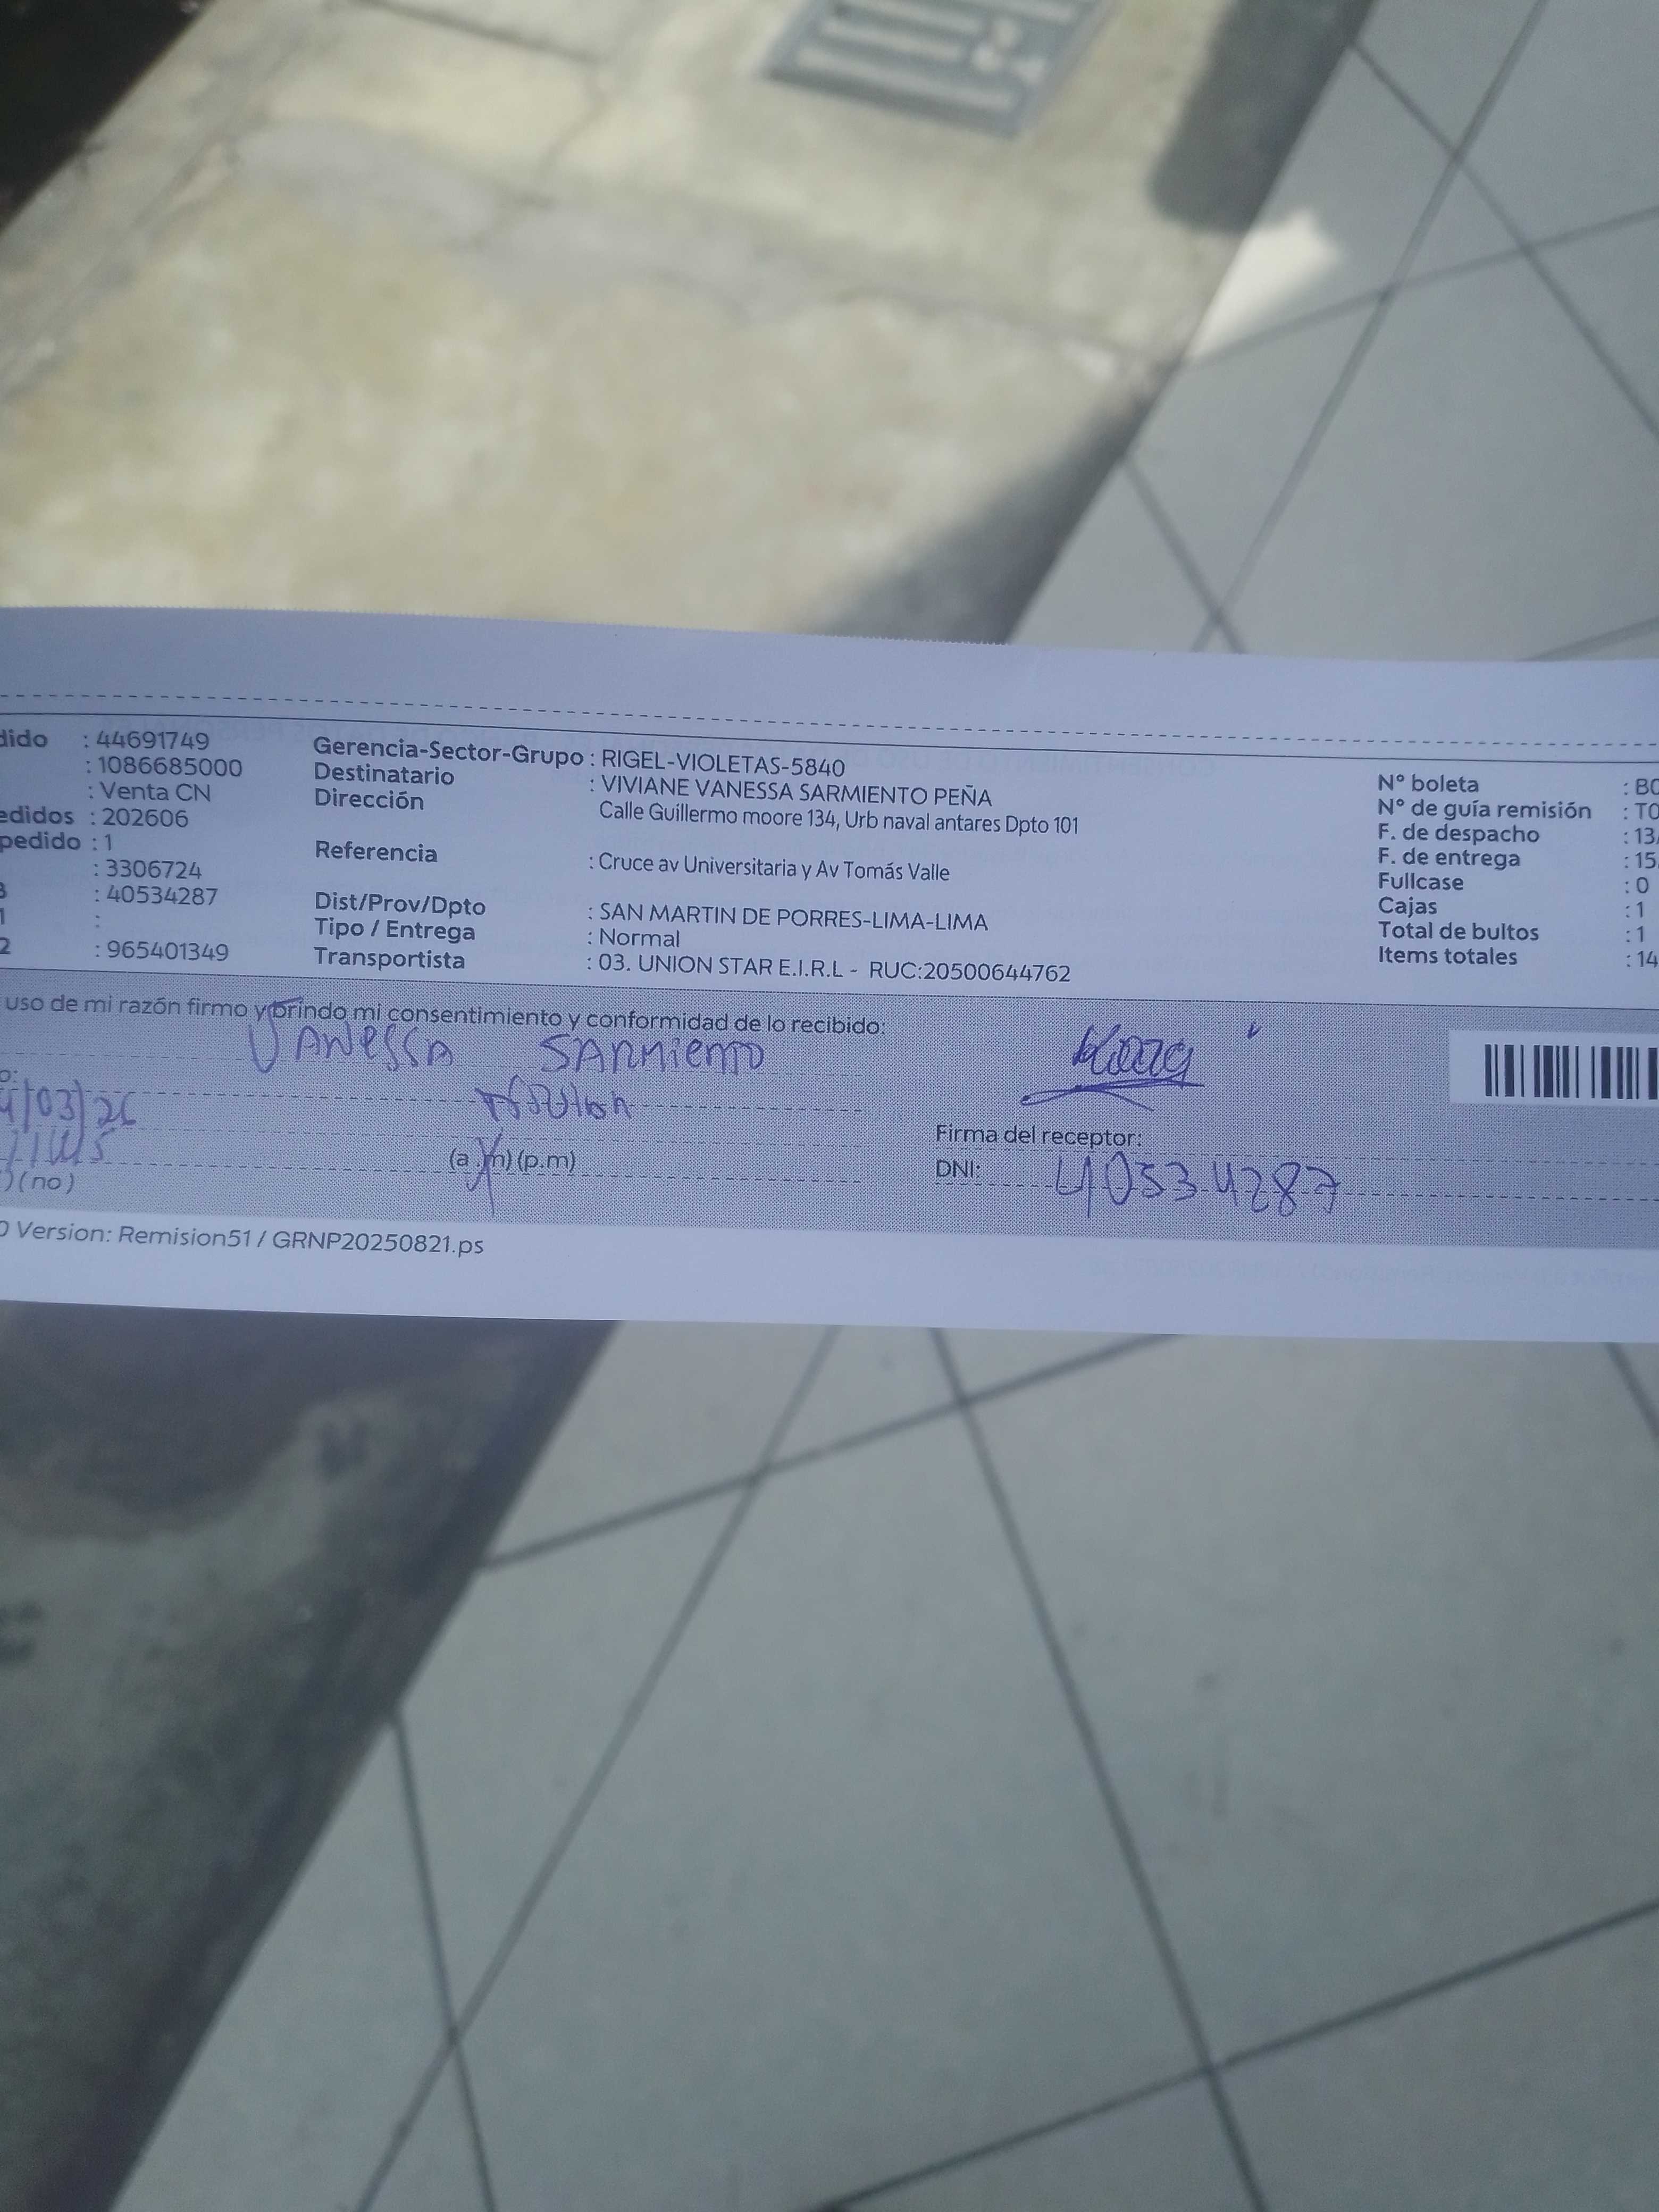 dido : 44691749
: 1086685000
: Venta CN
edidos : 202606
pedido : 1
: 3306724
3 : 40534287
1 :
2 : 965401349
Gerencia-Sector-Grupo : RIGEL-VIOLETAS-5840
Destinatario : VIVIANE VANESSA SARMIENTO PEÑA
Dirección Calle Guillermo moore 134, Urb naval antares Dpto 101
Referencia : Cruce av Universitaria y Av Tomás Valle
Dist/Prov/Dpto : SAN MARTIN DE PORRES-LIMA-LIMA
Tipo / Entrega : Normal
Transportista : 03. UNION STAR E.I.R.L - RUC:20500644762
N° boleta : B0
N° de guía remisión : T0
F. de despacho : 13/
F. de entrega : 15
Fullcase : 0
Cajas : 1
Total de bultos : 1
Items totales : 14
uso de mi razón firmo y brindo mi consentimiento y conformidad de lo recibido:
VANESSA SARMIENTO
o:
/03/26
(a.m) (p.m)
) (no)
Firma del receptor:
DNI: 40534287
0 Version: Remision51 / GRNP20250821.ps